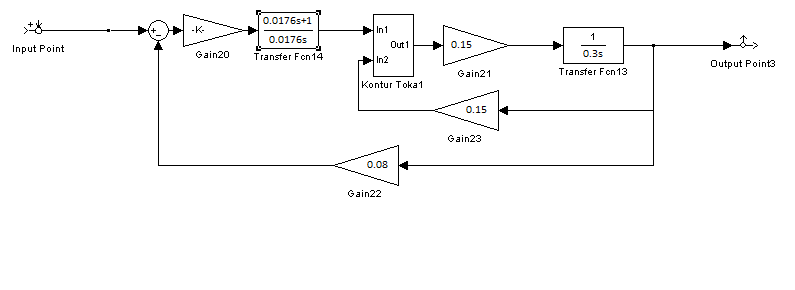 Input Point
+
-
-K-
Gain20
0.0176s+1
0.0176s
Transfer Fcn14
In1
In2
Out1
Kontur Toka1
0.15
Gain21
1
0.3s
Transfer Fcn13
Output Point3
0.15
Gain23
0.08
Gain22